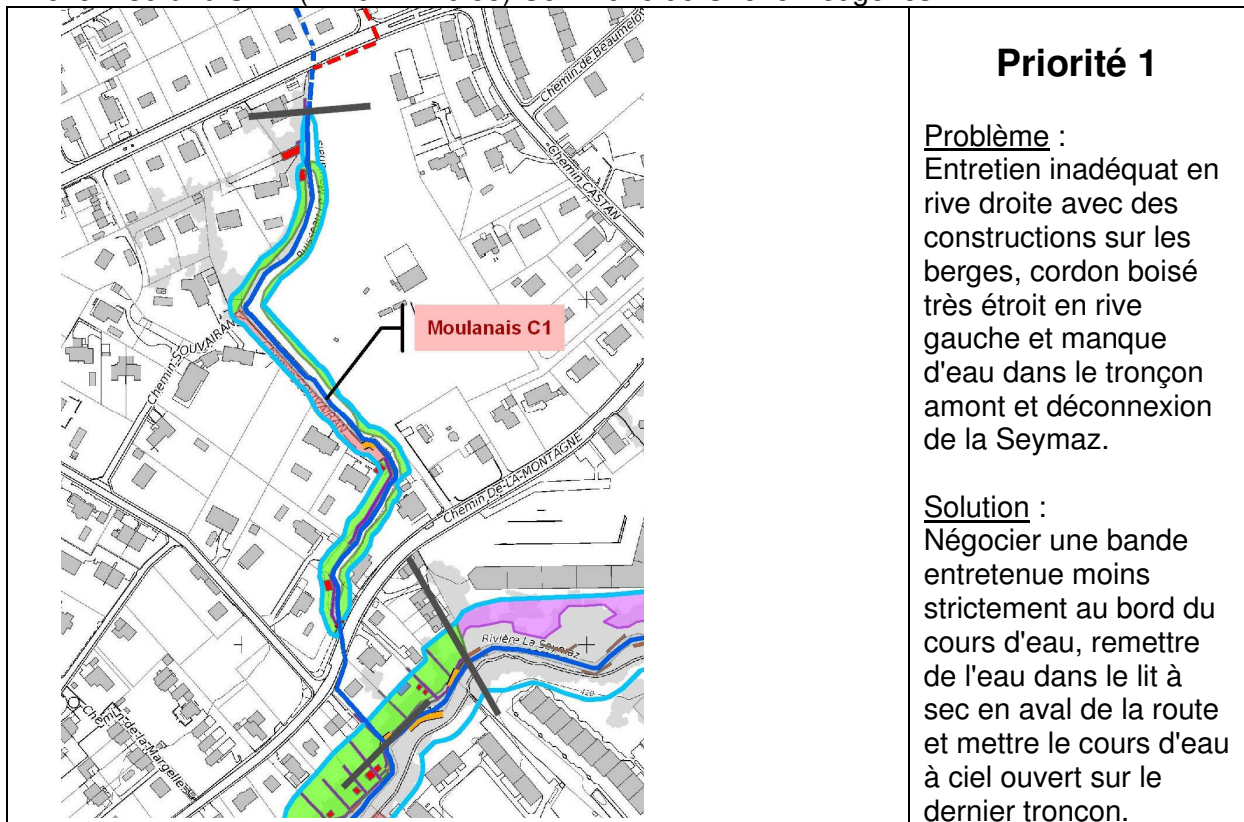 Priorité 1
Problème :
Entretien inadéquat en
rive droite avec des
constructions sur les
berges, cordon boisé
très étroit en rive
gauche et manque
d'eau dans le tronçon
amont et déconnexion
de la Seymaz.
Solution :
Négocier une bande
entretenue moins
strictement au bord du
cours d'eau, remettre
de l'eau dans le lit à
sec en aval de la route
et mettre le cours d'eau
à ciel ouvert sur le
dernier tronçon.
Chemin de Beaumelon
Chemin CASTAN
Chemin SOUVAIRAN
Moulanais C1
Chemin De-LA-MONTAGNE
Rivière La Seymaz
420
Chemin En-de-la-Margelle